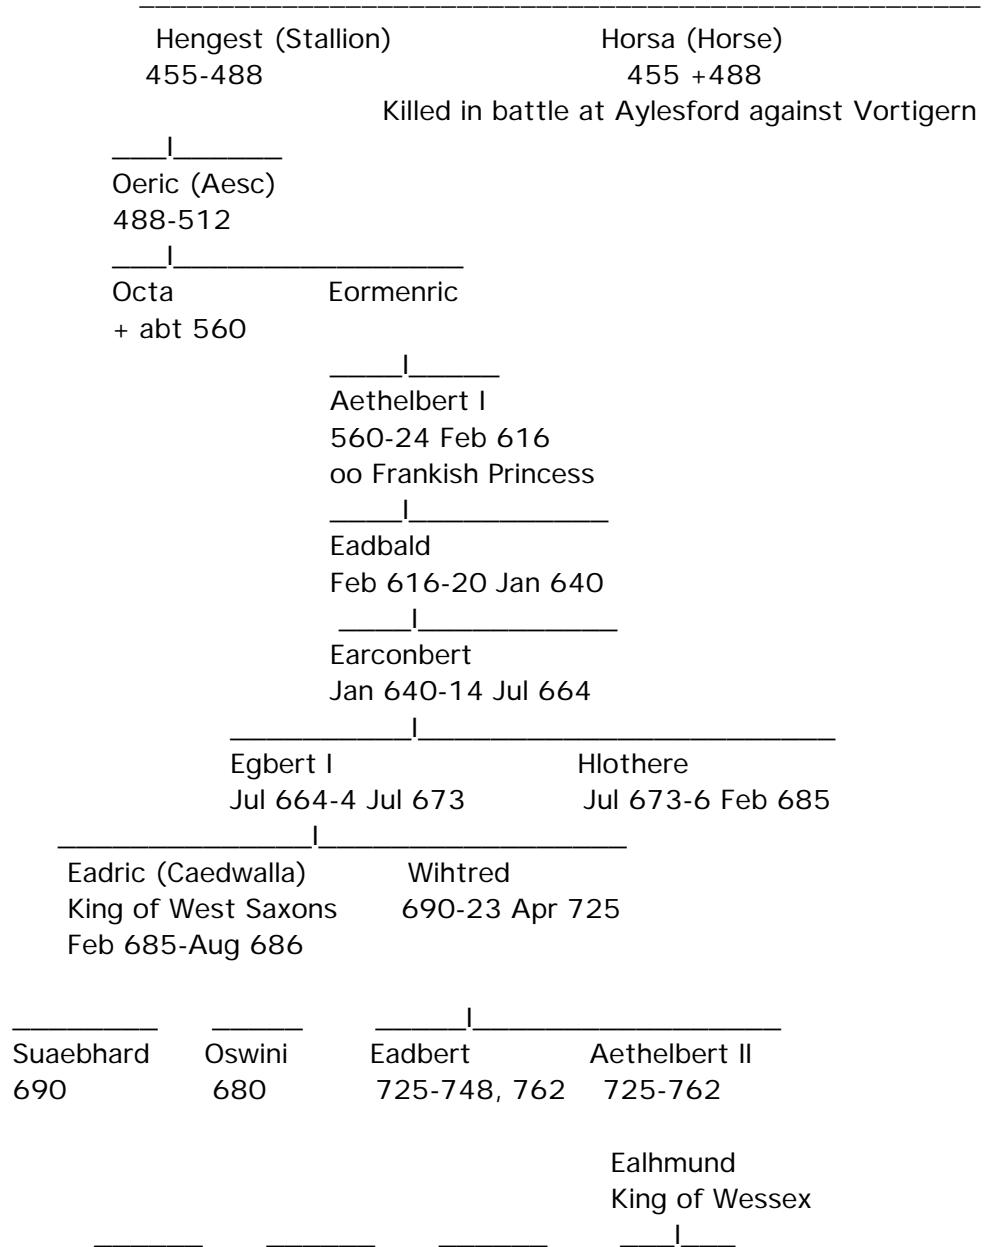 Hengest (Stallion) Horsa (Horse)
455-488 455 +488
Killed in battle at Aylesford against Vortigern
Oeric (Aesc)
488-512
Octa Eormenric
+ abt 560
Aethelbert I
560-24 Feb 616
oo Frankish Princess
Eadbald
Feb 616-20 Jan 640
Earconbert
Jan 640-14 Jul 664
Egbert I Hlothere
Jul 664-4 Jul 673 Jul 673-6 Feb 685
Eadric (Caedwalla) Wihtred
King of West Saxons 690-23 Apr 725
Feb 685-Aug 686
Suaebhard Oswini Eadbert Aethelbert II
690 680 725-748, 762 725-762
Ealhmund
King of Wessex